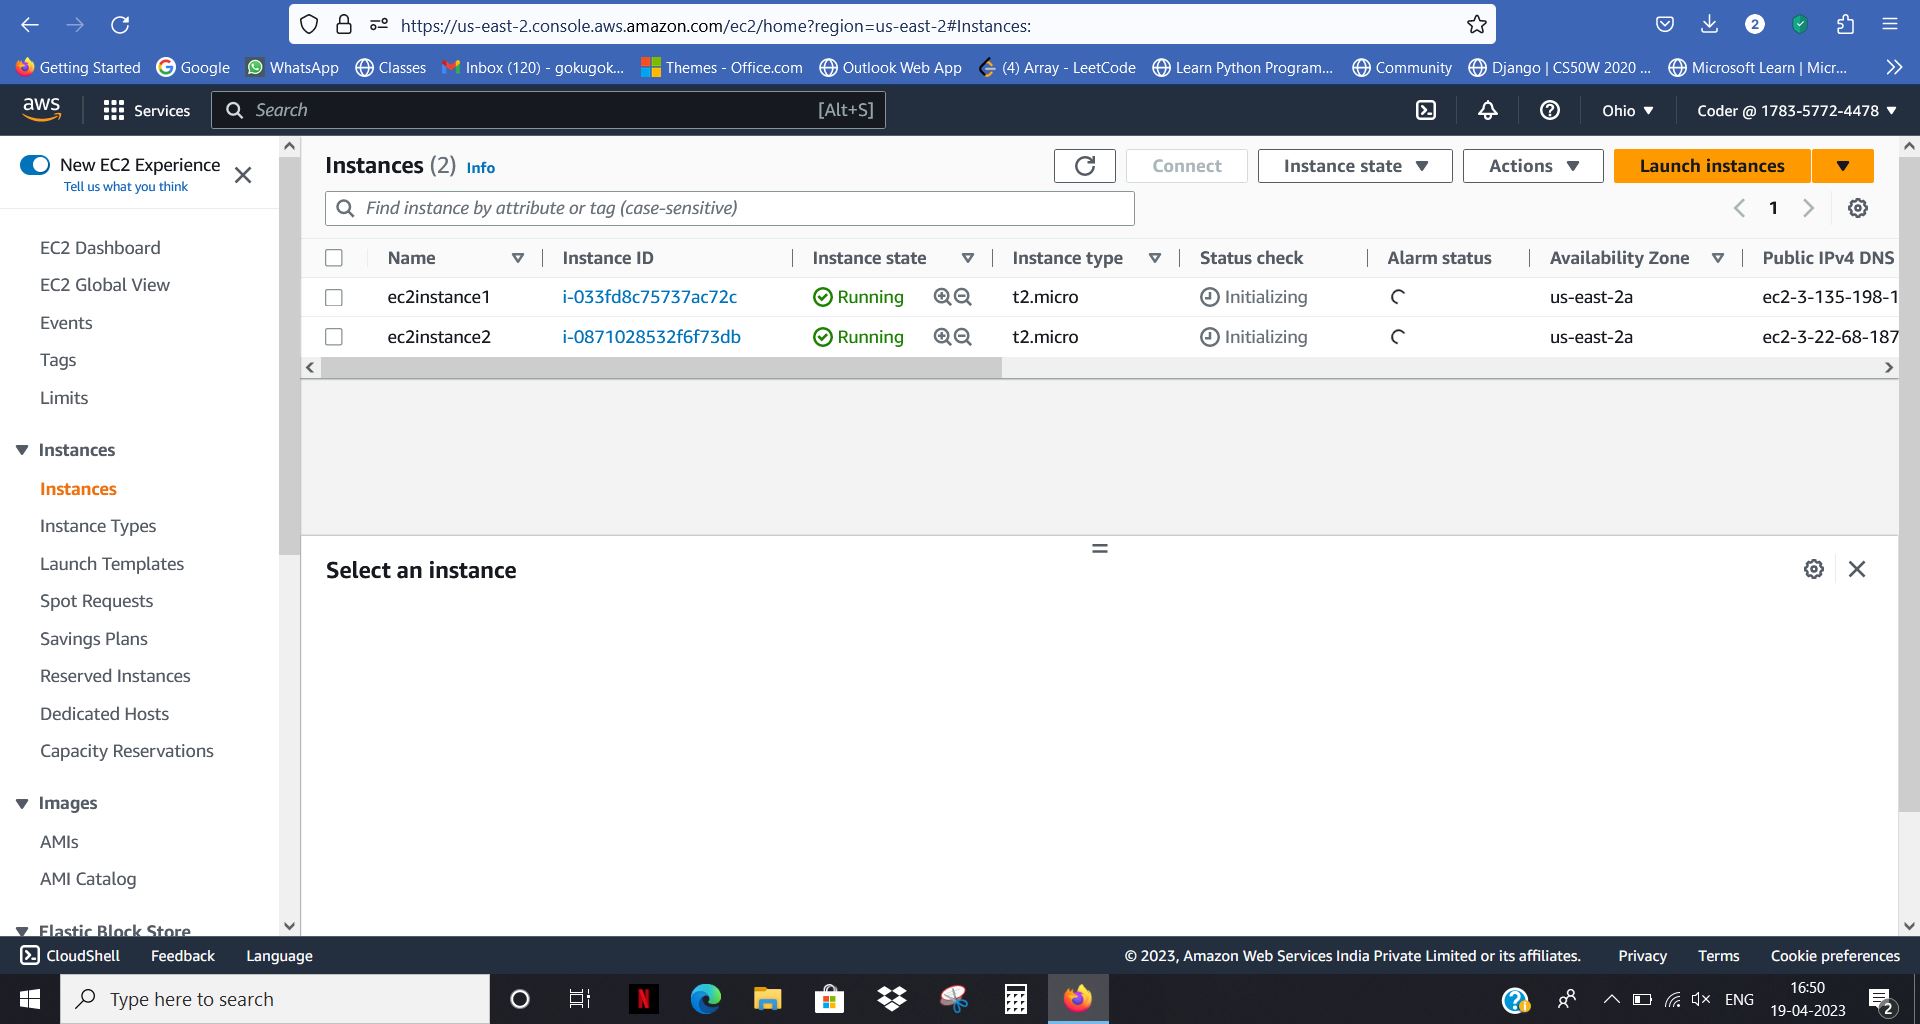 https://us-east-2.console.aws.amazon.com/ec2/home?region=us-east-2#Instances:
2
Getting Started Google WhatsApp Classes Inbox (120) - gokugok... Themes - Office.com Outlook Web App (4) Array - LeetCode Learn Python Program... Community Django | CS50W 2020 ... Microsoft Learn | Micr...
aws Services Search [Alt+S] Ohio Coder @ 1783-5772-4478
New EC2 Experience
Tell us what you think
EC2 Dashboard
EC2 Global View
Events
Tags
Limits
Instances
Instances
Instance Types
Launch Templates
Spot Requests
Savings Plans
Reserved Instances
Dedicated Hosts
Capacity Reservations
Images
AMIs
AMI Catalog
Elastic Block Store
Instances (2) Info Connect Instance state Actions Launch instances
Find instance by attribute or tag (case-sensitive) 1
Name Instance ID Instance state Instance type Status check Alarm status Availability Zone Public IPv4 DNS
ec2instance1 i-033fd8c75737ac72c Running t2.micro Initializing us-east-2a ec2-3-135-198-1
ec2instance2 i-0871028532f6f73db Running t2.micro Initializing us-east-2a ec2-3-22-68-187
Select an instance
CloudShell Feedback Language © 2023, Amazon Web Services India Private Limited or its affiliates. Privacy Terms Cookie preferences
Type here to search N ENG 16:50
19-04-2023 2